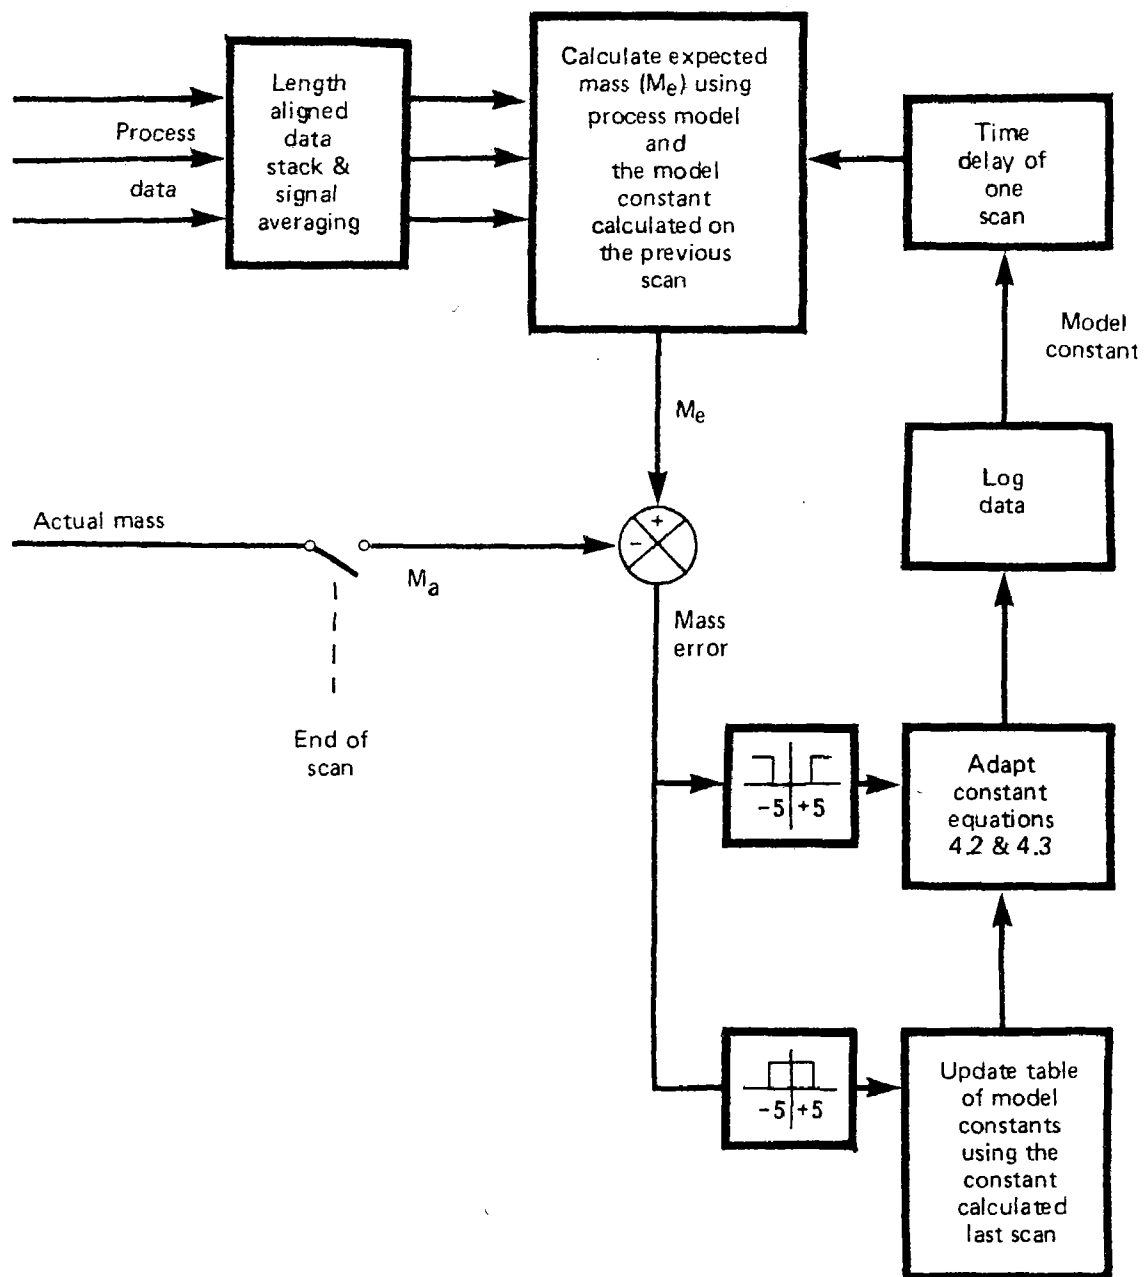 Process
data
Length
aligned
data
stack &
signal
averaging
Calculate expected
mass (Me) using
process model
and
the model
constant
calculated on
the previous
scan
Time
delay of
one
scan
Model
constant
Me
Log
data
Actual mass
Ma
+
-
Mass
error
End of
scan
-5 +5
Adapt
constant
equations
4.2 & 4.3
-5 +5
Update table
of model
constants
using the
constant
calculated
last scan